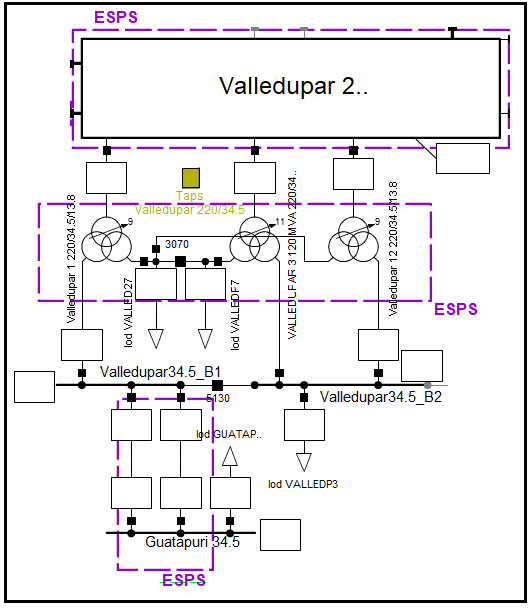 ESPS
Valledupar 2..
Taps
Valledupar 220/34.5
9
11
9
3070
Valledupar 1 220/34.5/13.8
lod VALLED27
lod VALLEDF7
VALLEDUPAR 3 120 MVA 220/34..
Valledupar 12 220/34.5/13.8
ESPS
Valledupar34.5_B1
5130
Valledupar34.5_B2
lod GUATAP..
lod VALLEDP3
Guatapuri 34.5
ESPS